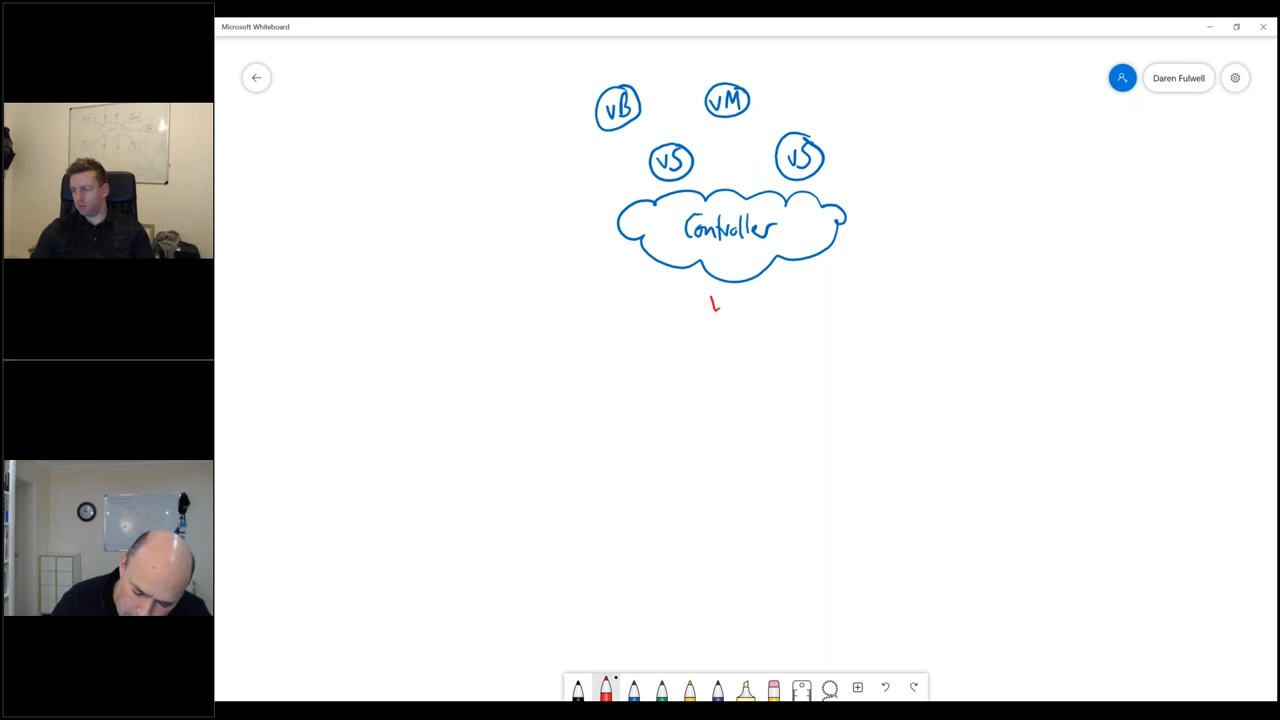 Microsoft Whiteboard
Daren Fulwell
vB
vM
vS
vS
Controller